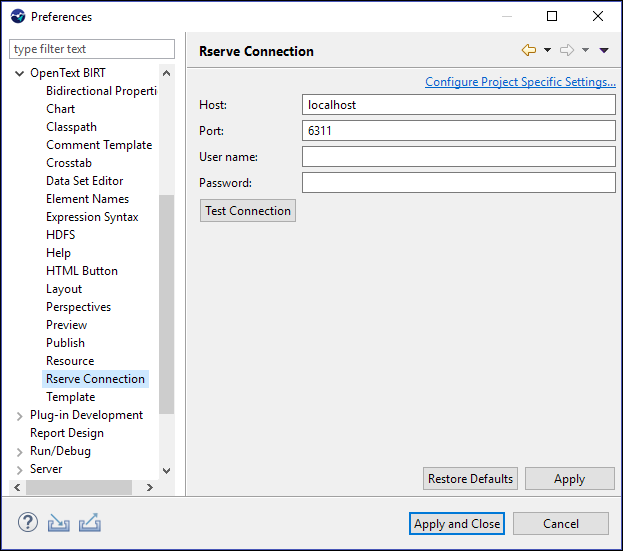 Preferences
type filter text
OpenText BIRT
Bidirectional Properti
Chart
Classpath
Comment Template
Crosstab
Data Set Editor
Element Names
Expression Syntax
HDFS
Help
HTML Button
Layout
Perspectives
Preview
Publish
Resource
Rserve Connection
Template
Plug-in Development
Report Design
Run/Debug
Server
Rserve Connection
Configure Project Specific Settings...
Host: localhost
Port: 6311
User name:
Password:
Test Connection
Restore Defaults Apply
? Apply and Close Cancel